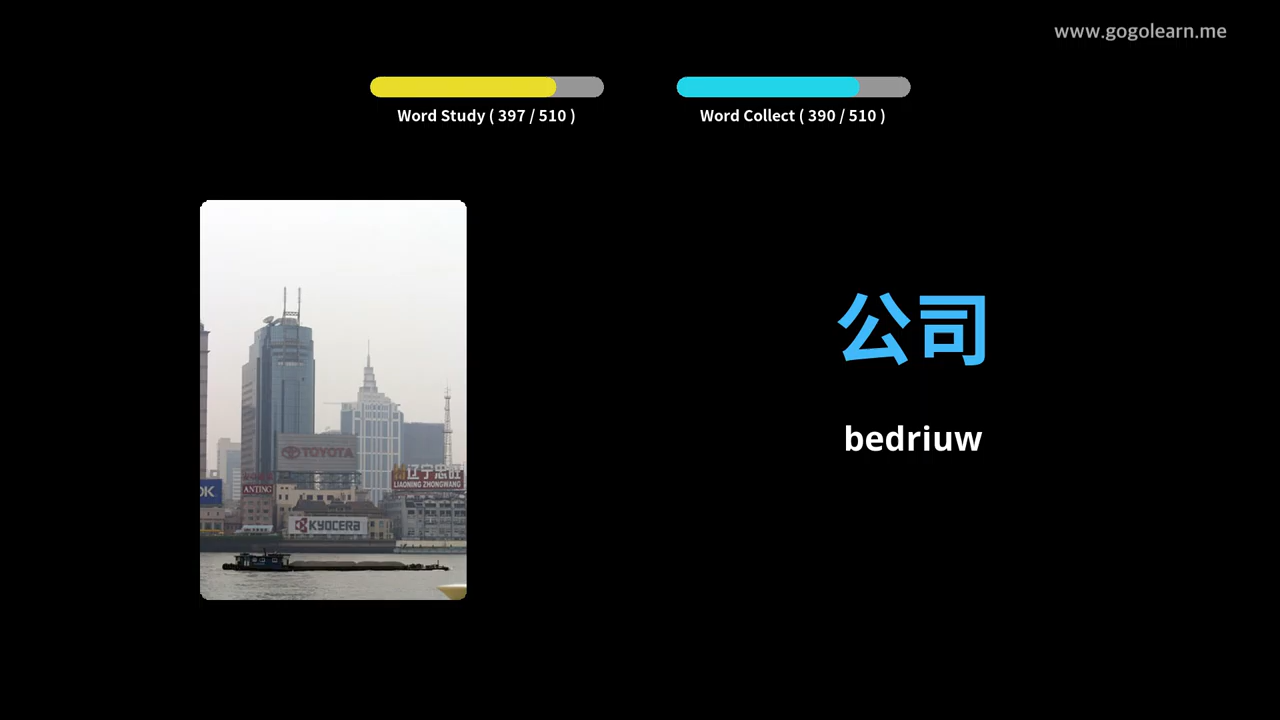 www.gogolearn.me
Word Study ( 397 / 510 )
Word Collect ( 390 / 510 )
公司
bedriuw
TOYOTA
辽宁忠旺
LIAONING ZHONGWANG
OK
ANTING
KYOCERA